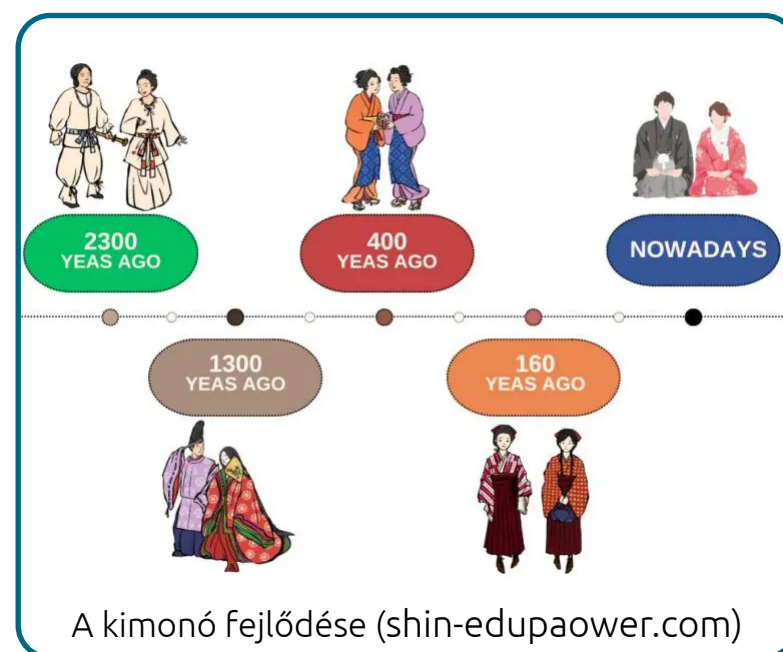 2300
YEAS AGO
400
YEAS AGO
NOWADAYS
1300
YEAS AGO
160
YEAS AGO
A kimonó fejlődése (shin-edupaower.com)